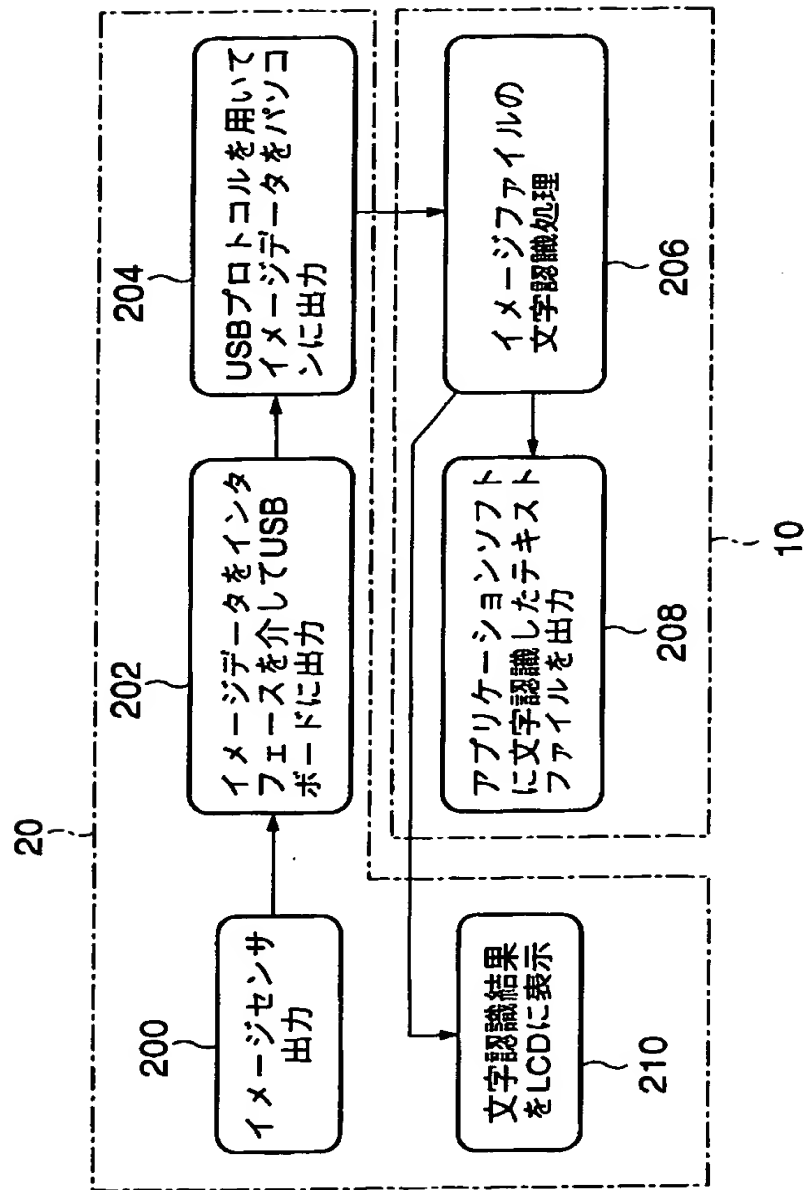 20
200
イメージセンサ
出力
202
イメージデータをインタ
フェースを介してUSB
ボードに出力
204
USBプロトコルを用いて
イメージデータをパソコ
ンに出力
イメージファイルの
文字認識処理
206
アプリケーションソフト
に文字認識したテキスト
ファイルを出力
208
文字認識結果
をLCDに表示
210
10